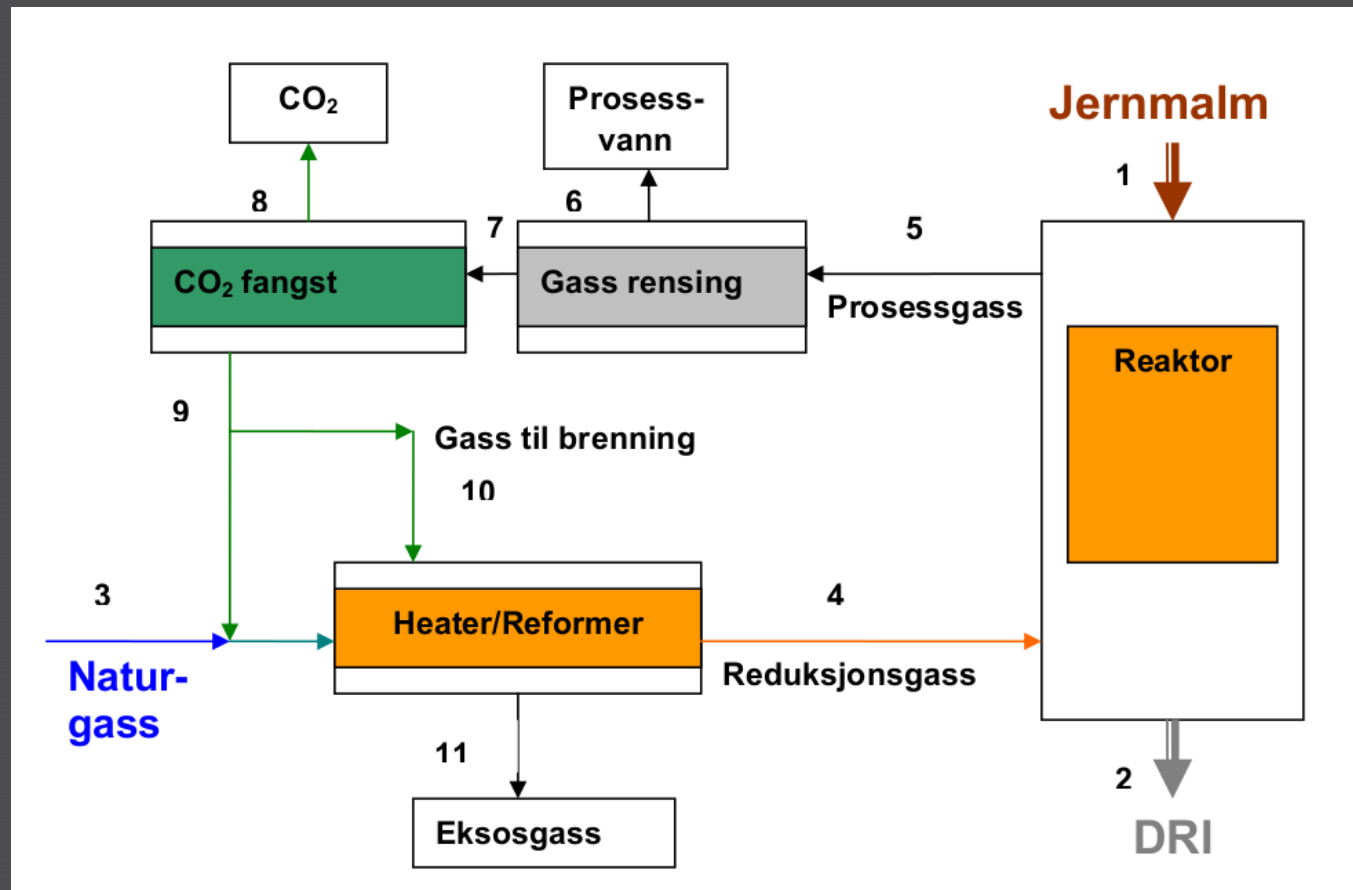 CO₂
Prosess-
vann
Jernmalm
1
8
6
7
5
CO₂ fangst
Gass rensing
Prosessgass
Reaktor
9
Gass til brenning
10
3
4
Heater/Reformer
Natur-
gass
Reduksjonsgass
11
2
Eksosgass
DRI